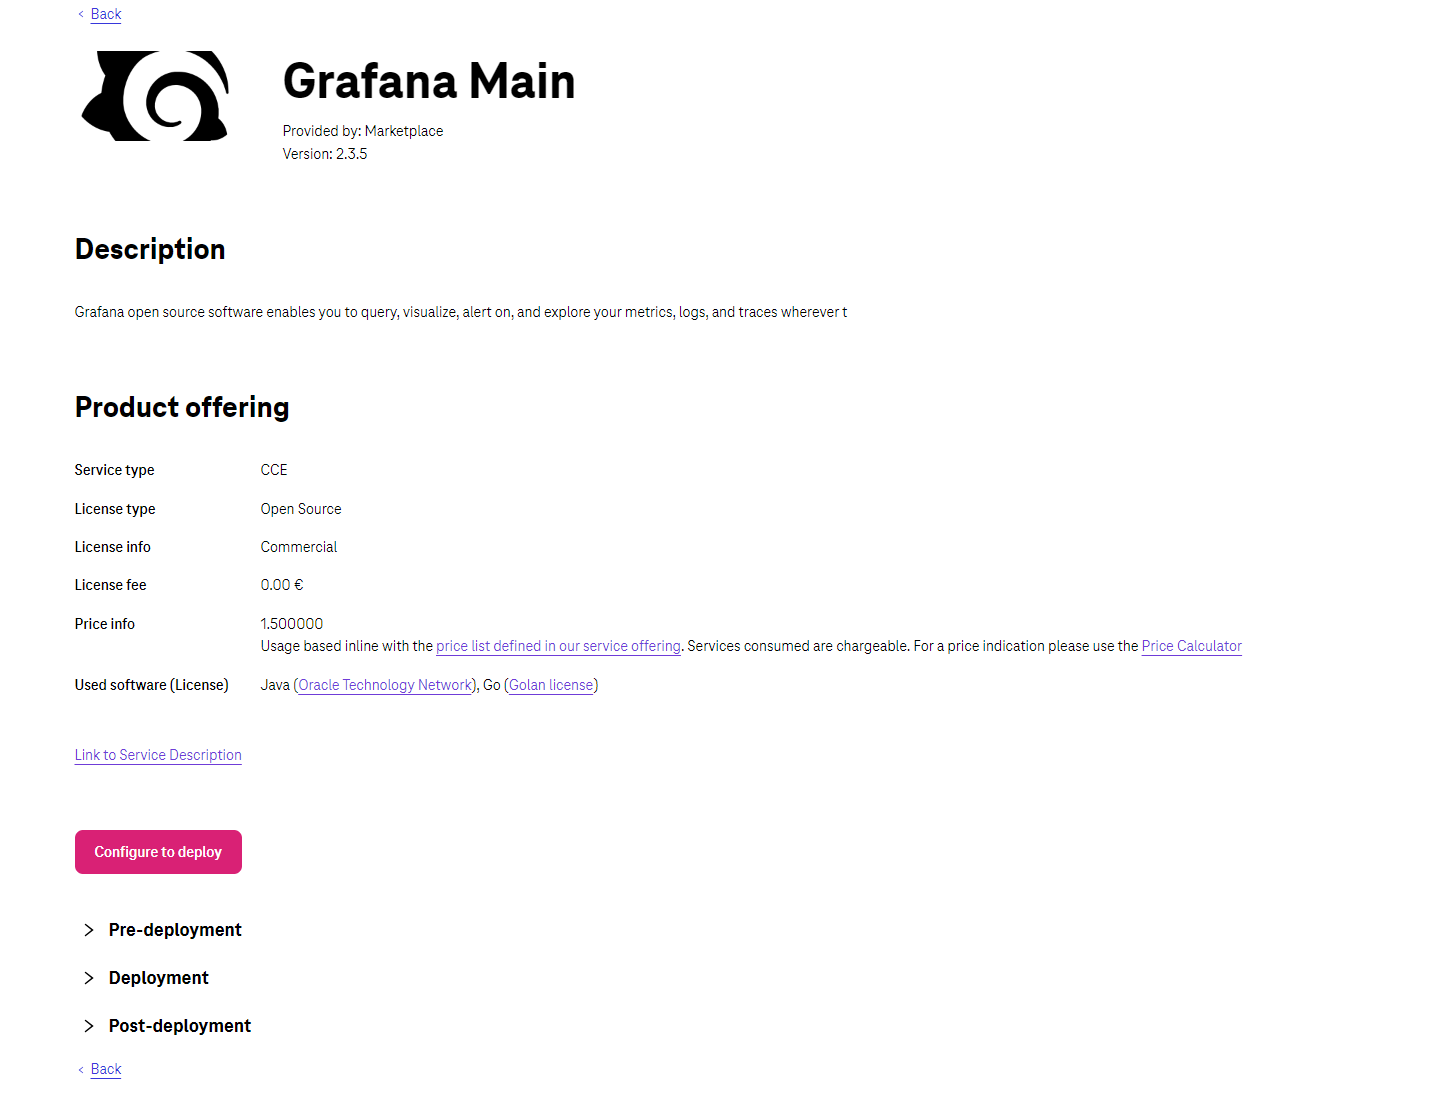 Back
Grafana Main
Provided by: Marketplace
Version: 2.3.5
Description
Grafana open source software enables you to query, visualize, alert on, and explore your metrics, logs, and traces wherever t
Product offering
Service type CCE
License type Open Source
License info Commercial
License fee 0.00 €
Price info 1.500000
Usage based inline with the price list defined in our service offering. Services consumed are chargeable. For a price indication please use the Price Calculator
Used software (License) Java (Oracle Technology Network), Go (Golan license)
Link to Service Description
Configure to deploy
Pre-deployment
Deployment
Post-deployment
Back